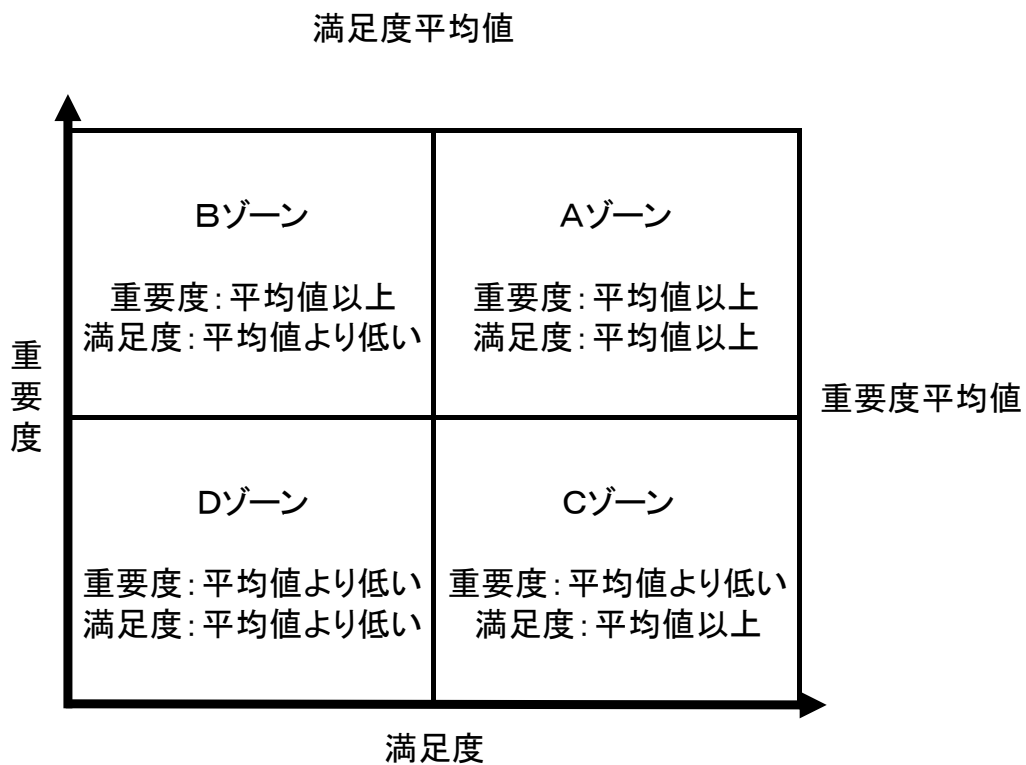 満足度平均値
Bゾーン
重要度：平均値以上
満足度：平均値より低い
Aゾーン
重要度：平均値以上
満足度：平均値以上
重要度
重要度平均値
Dゾーン
重要度：平均値より低い
満足度：平均値より低い
Cゾーン
重要度：平均値より低い
満足度：平均値以上
満足度